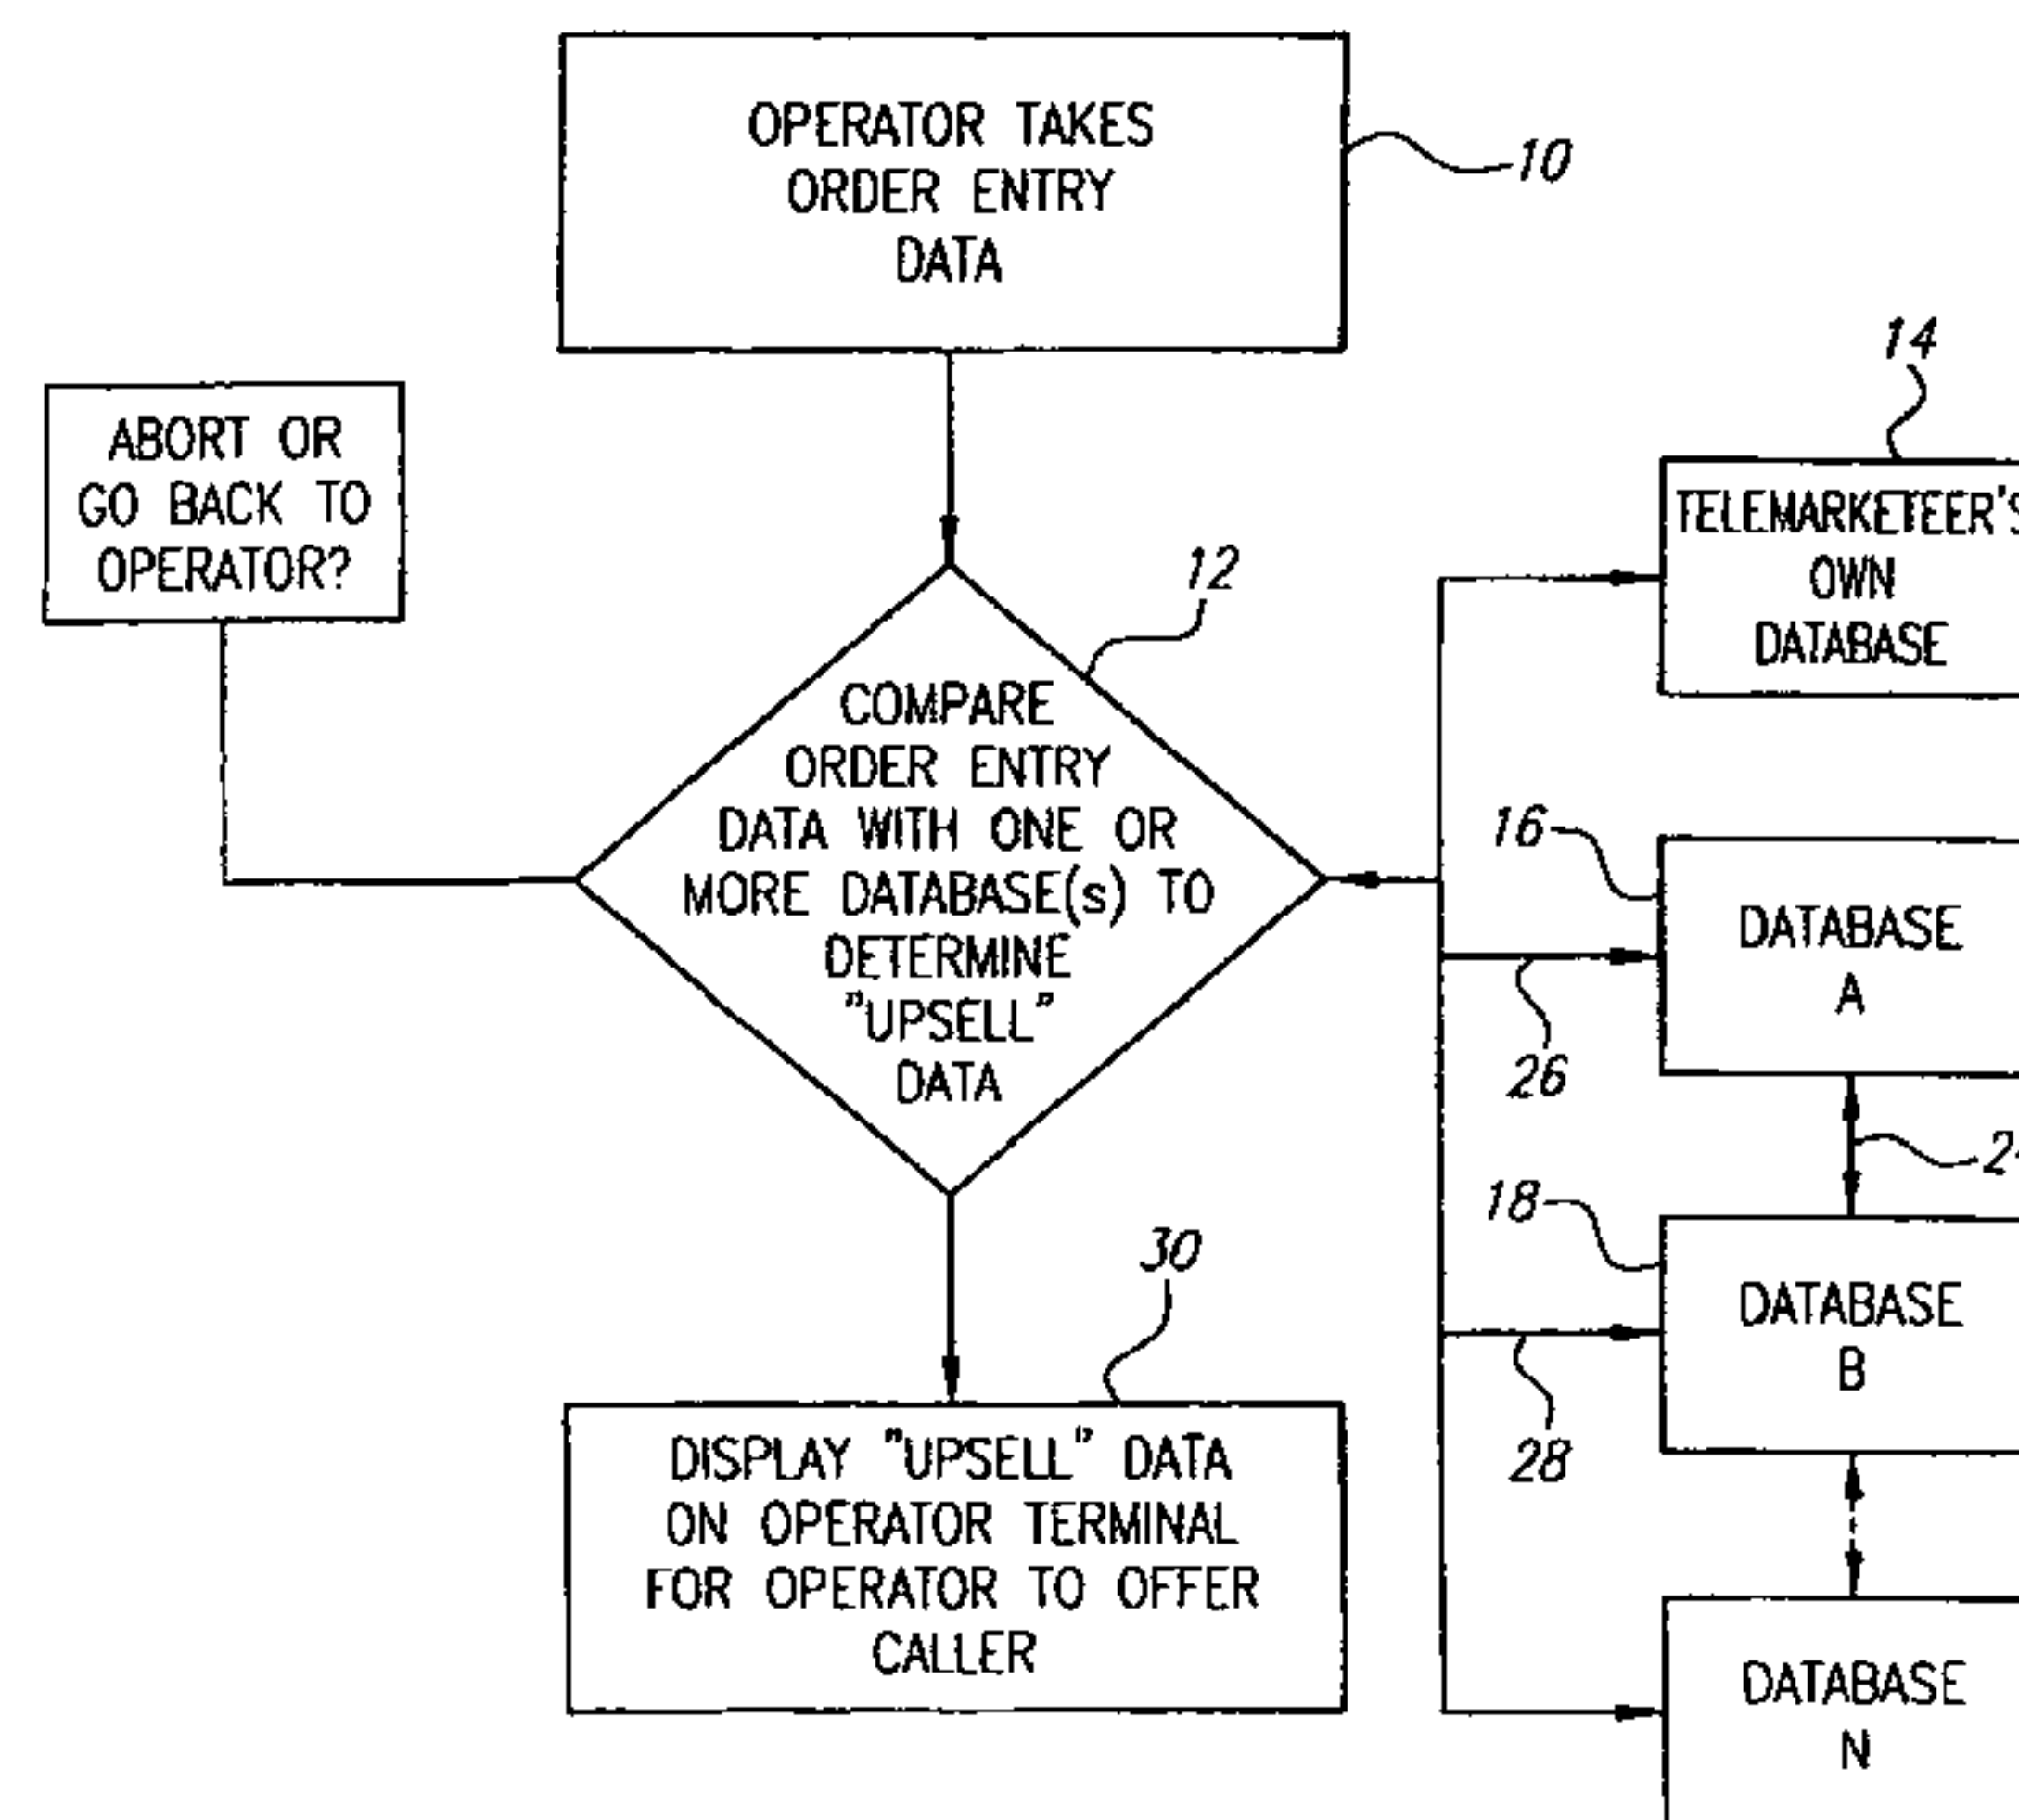 OPERATOR TAKES
ORDER ENTRY
DATA
10
ABORT OR
GO BACK TO
OPERATOR?
12
COMPARE
ORDER ENTRY
DATA WITH ONE OR
MORE DATABASE(s) TO
DETERMINE
"UPSELL"
DATA
14
TELEMARKETEER'S
OWN
DATABASE
16
DATABASE
A
26
18
DATABASE
B
28
30
DISPLAY "UPSELL" DATA
ON OPERATOR TERMINAL
FOR OPERATOR TO OFFER
CALLER
DATABASE
N